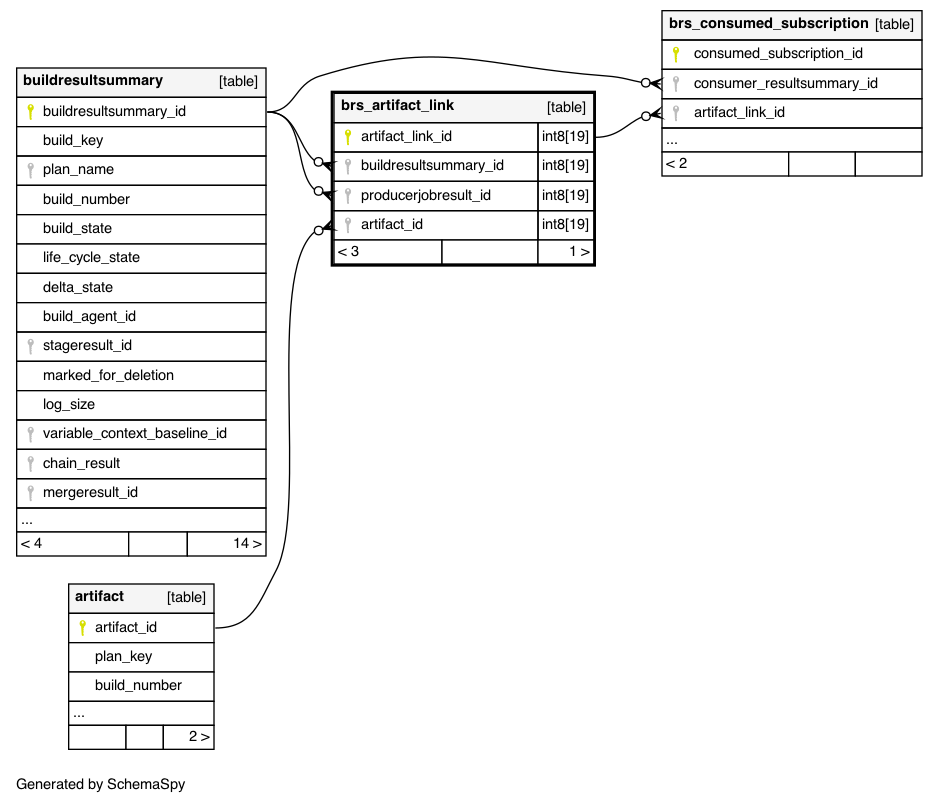 buildresultsummary [table]
buildresultsummary_id
build_key
plan_name
build_number
build_state
life_cycle_state
delta_state
build_agent_id
stageresult_id
marked_for_deletion
log_size
variable_context_baseline_id
chain_result
mergeresult_id
...
< 4 14 >
brs_artifact_link [table]
artifact_link_id int8[19]
buildresultsummary_id int8[19]
producerjobresult_id int8[19]
artifact_id int8[19]
< 3 1 >
brs_consumed_subscription [table]
consumed_subscription_id
consumer_resultsummary_id
artifact_link_id
...
< 2
artifact [table]
artifact_id
plan_key
build_number
...
2 >
Generated by SchemaSpy